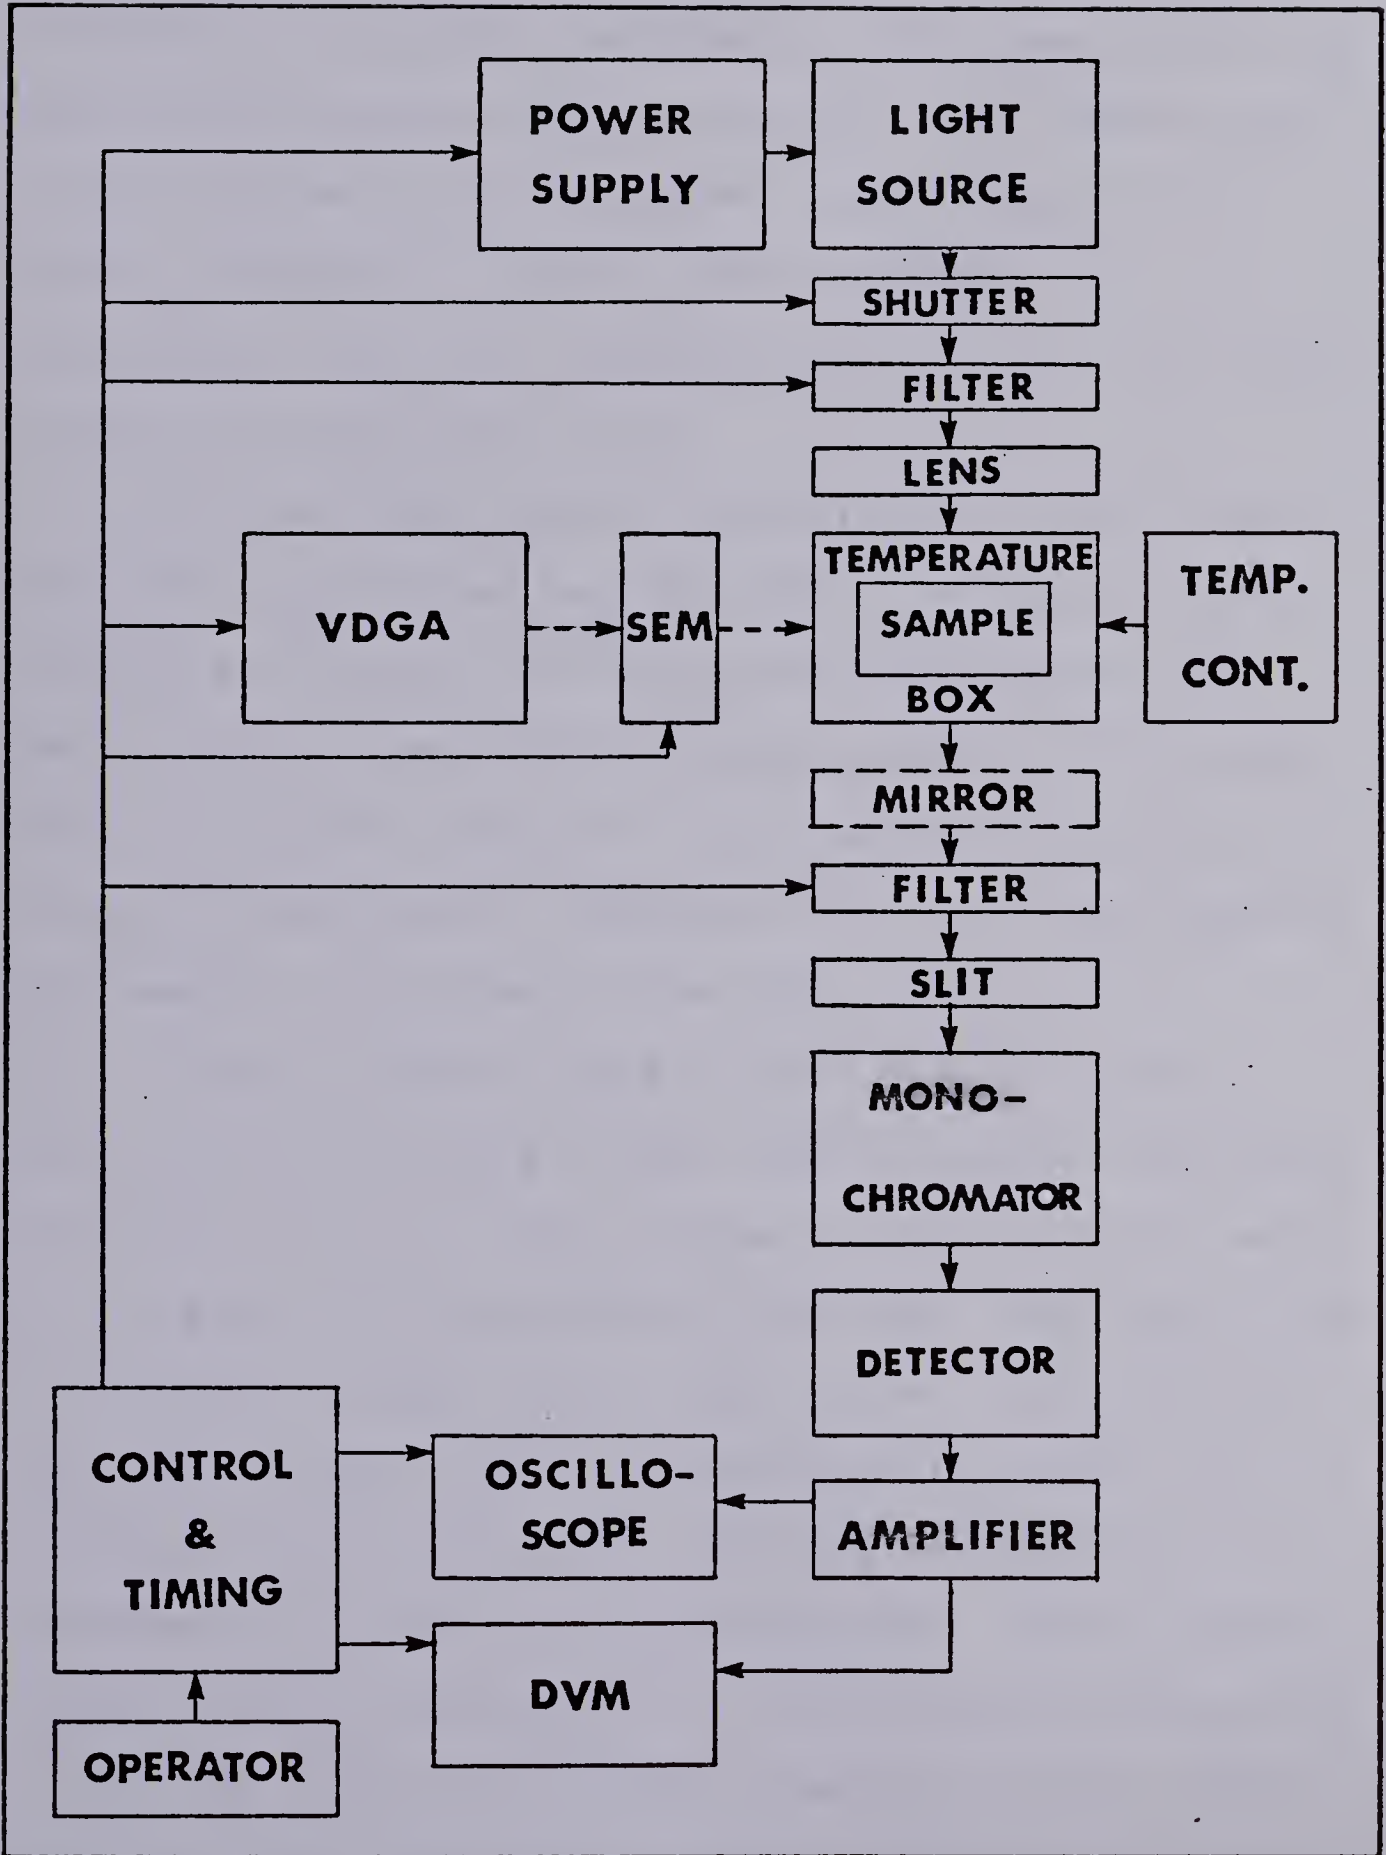 POWER
SUPPLY
LIGHT
SOURCE
SHUTTER
FILTER
LENS
VDGA
SEM
TEMPERATURE
SAMPLE
BOX
TEMP.
CONT.
MIRROR
FILTER
SLIT
MONO-
CHROMATOR
DETECTOR
CONTROL
&
TIMING
OSCILLO-
SCOPE
AMPLIFIER
DVM
OPERATOR